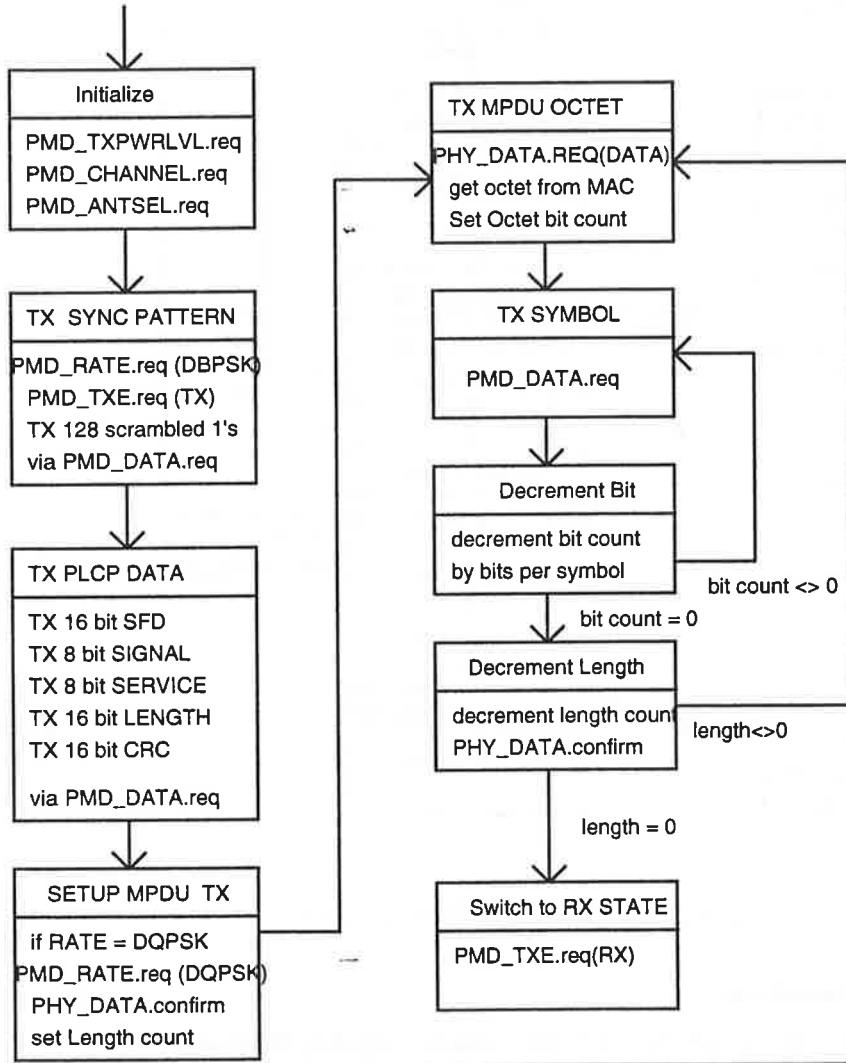 Initialize
PMD_TXPWRLVL.req
PMD_CHANNEL.req
PMD_ANTSEL.req
TX SYNC PATTERN
PMD_RATE.req (DBPSK)
PMD_TXE.req (TX)
TX 128 scrambled 1's
via PMD_DATA.req
TX PLCP DATA
TX 16 bit SFD
TX 8 bit SIGNAL
TX 8 bit SERVICE
TX 16 bit LENGTH
TX 16 bit CRC
via PMD_DATA.req
SETUP MPDU TX
if RATE = DQPSK
PMD_RATE.req (DQPSK)
PHY_DATA.confirm
set Length count
TX MPDU OCTET
PHY_DATA.REQ(DATA)
get octet from MAC
Set Octet bit count
TX SYMBOL
PMD_DATA.req
Decrement Bit
decrement bit count
by bits per symbol
bit count <> 0
bit count = 0
Decrement Length
decrement length count
PHY_DATA.confirm
length<>0
length = 0
Switch to RX STATE
PMD_TXE.req(RX)